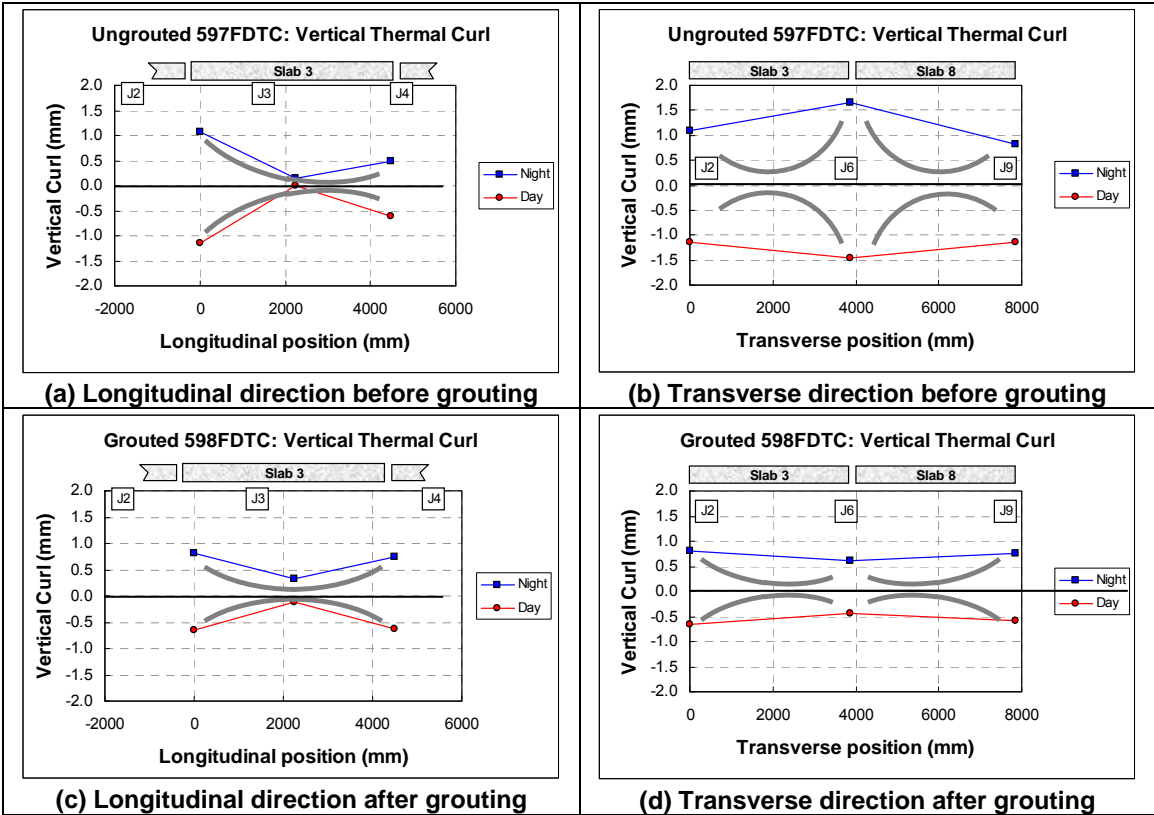 Ungrouted 597FDTC: Vertical Thermal Curl
Slab 3
J2
J3
J4
2.0
1.5
1.0
0.5
0.0
-0.5
-1.0
-1.5
-2.0
Vertical Curl (mm)
-2000 0 2000 4000 6000
Longitudinal position (mm)
Night
Day
(a) Longitudinal direction before grouting
Ungrouted 597FDTC: Vertical Thermal Curl
Slab 3 Slab 8
2.0
1.5
1.0
0.5
0.0
-0.5
-1.0
-1.5
-2.0
Vertical Curl (mm)
J2
J6
J9
0 2000 4000 6000 8000
Transverse position (mm)
Night
Day
(b) Transverse direction before grouting
Grouted 598FDTC: Vertical Thermal Curl
Slab 3
J2
J3
J4
2.0
1.5
1.0
0.5
0.0
-0.5
-1.0
-1.5
-2.0
Vertical Curl (mm)
-2000 0 2000 4000 6000
Longitudinal position (mm)
Night
Day
(c) Longitudinal direction after grouting
Grouted 598FDTC: Vertical Thermal Curl
Slab 3 Slab 8
J2
J6
J9
2.0
1.5
1.0
0.5
0.0
-0.5
-1.0
-1.5
-2.0
Vertical Curl (mm)
0 2000 4000 6000 8000
Transverse position (mm)
Night
Day
(d) Transverse direction after grouting